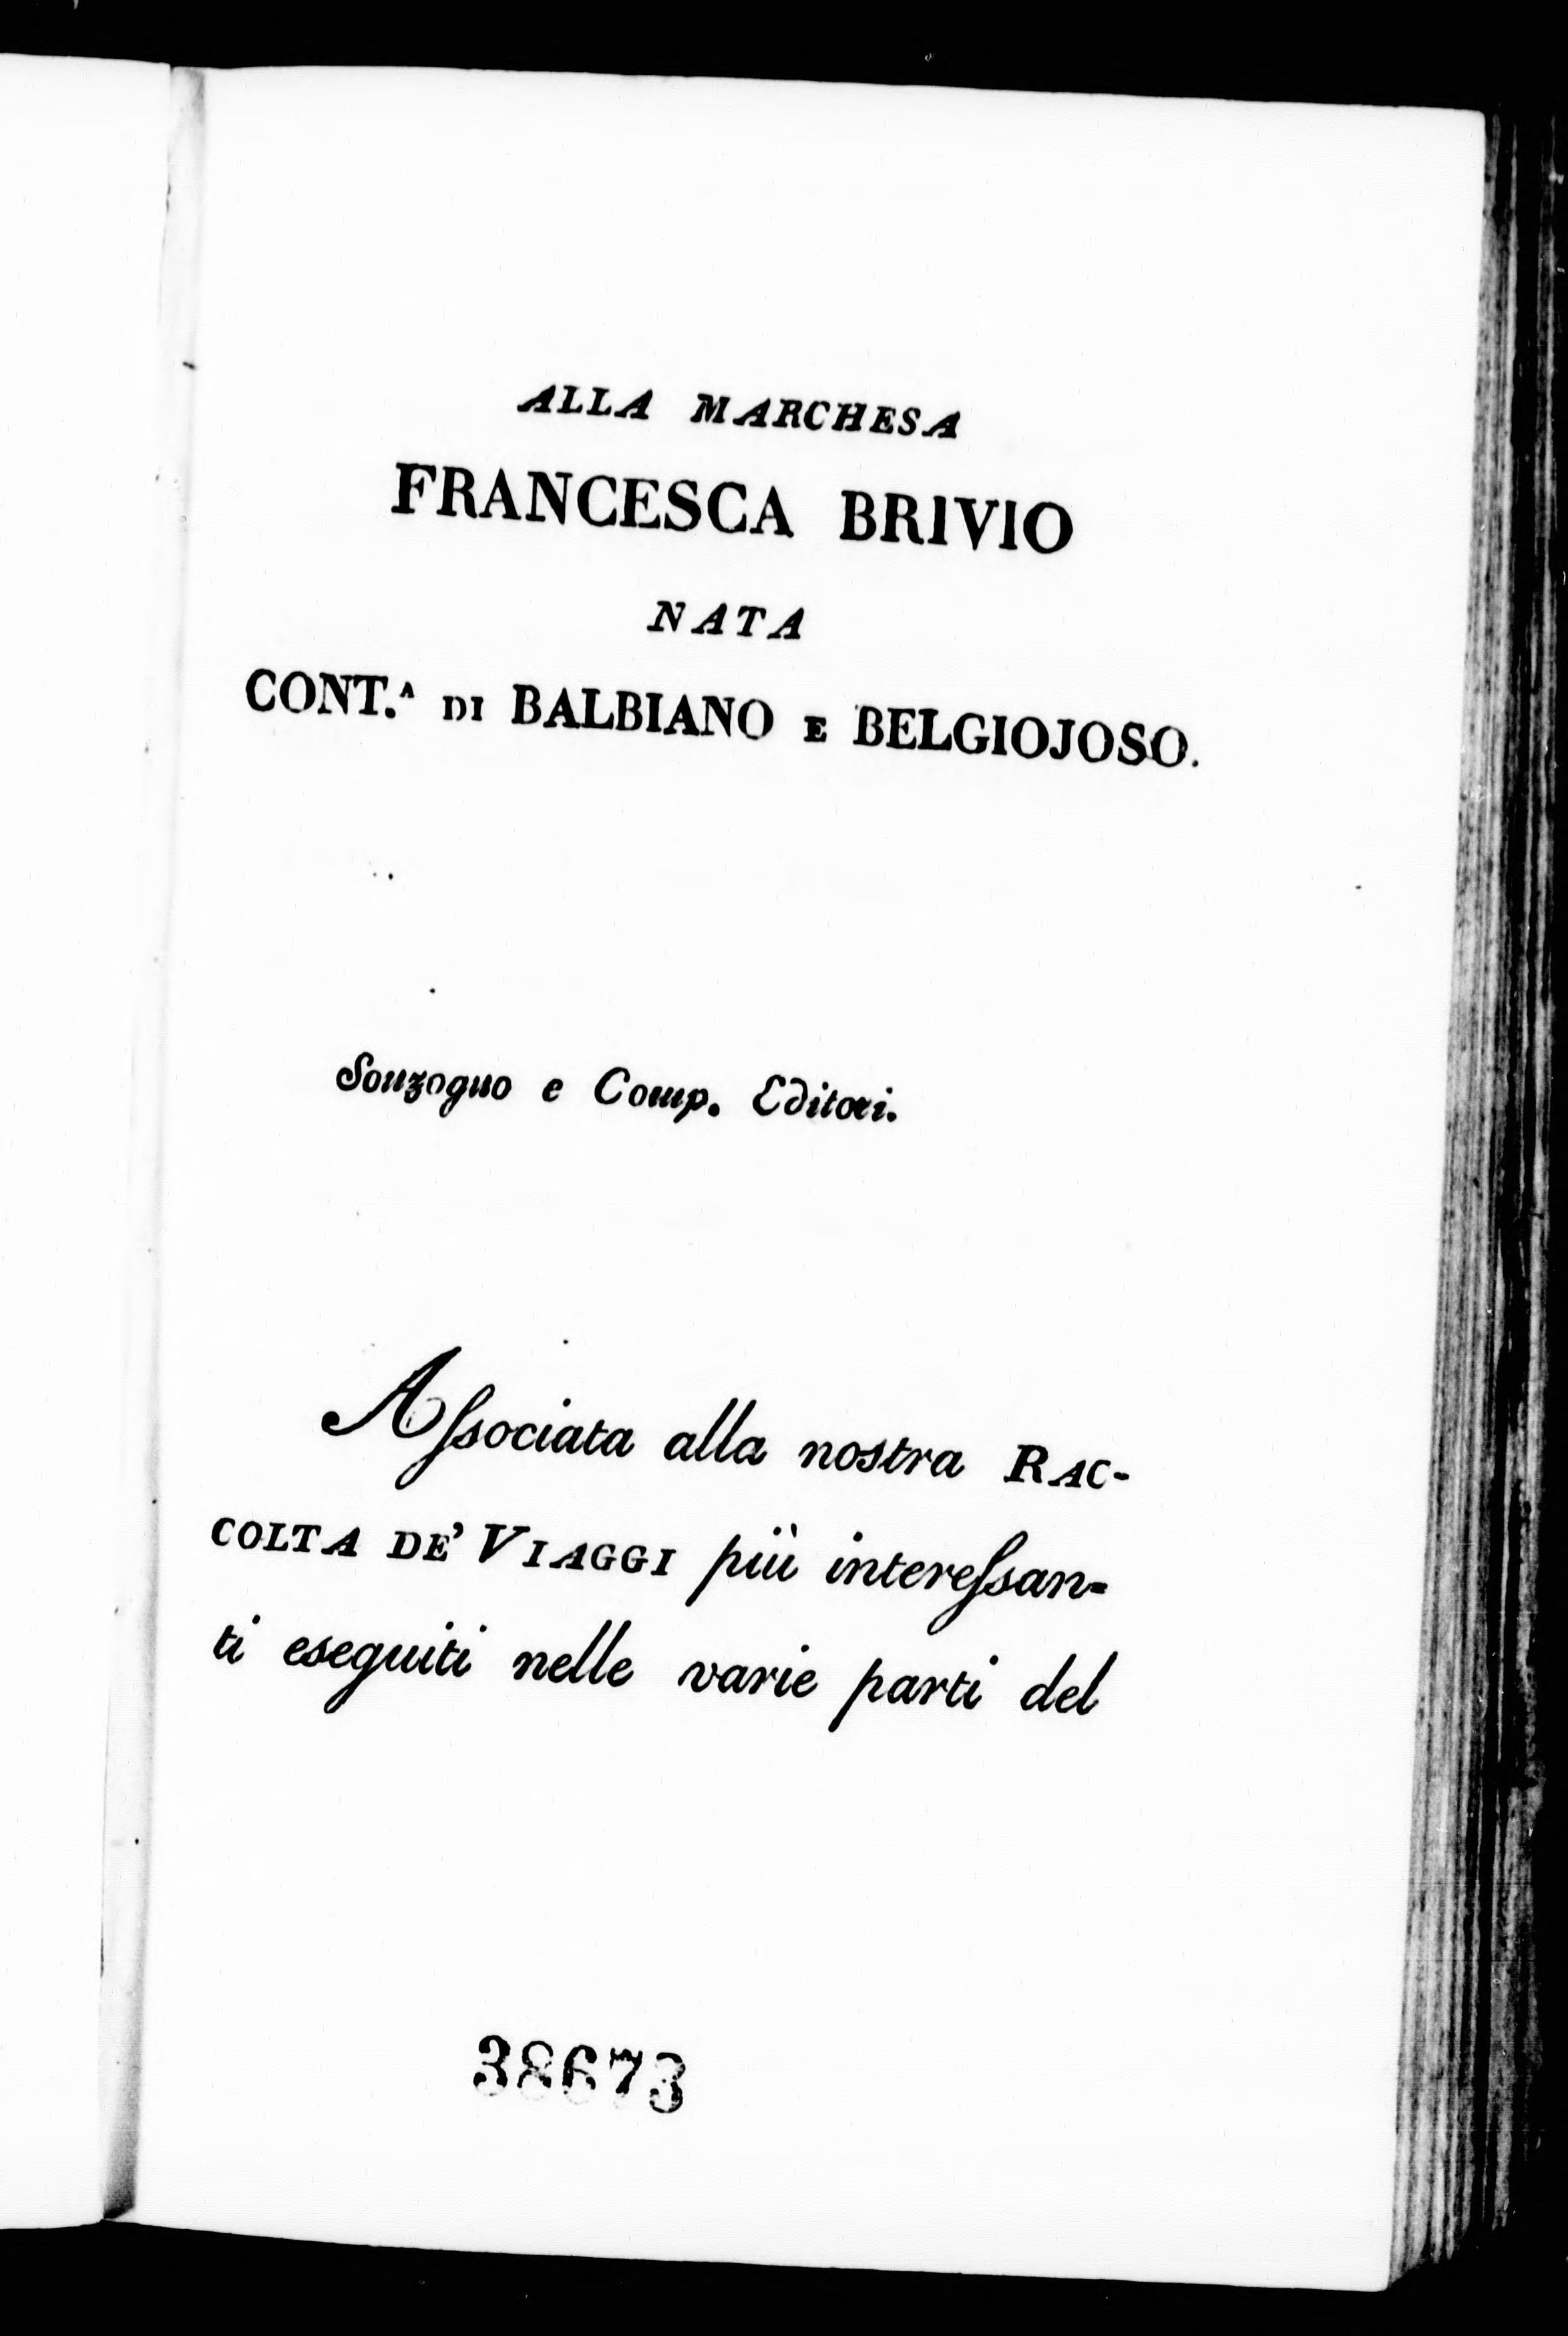 ALLA MARCHESA
FRANCESCA BRIVIO
NATA
CONT.ᴬ DI BALBIANO E BELGIOJOSO.
Sonzogno e Comp. Editori.
Aſsociata alla nostra RAC-
COLTA DE' VIAGGI più intereſsan-
ti eseguiti nelle varie parti del
38673